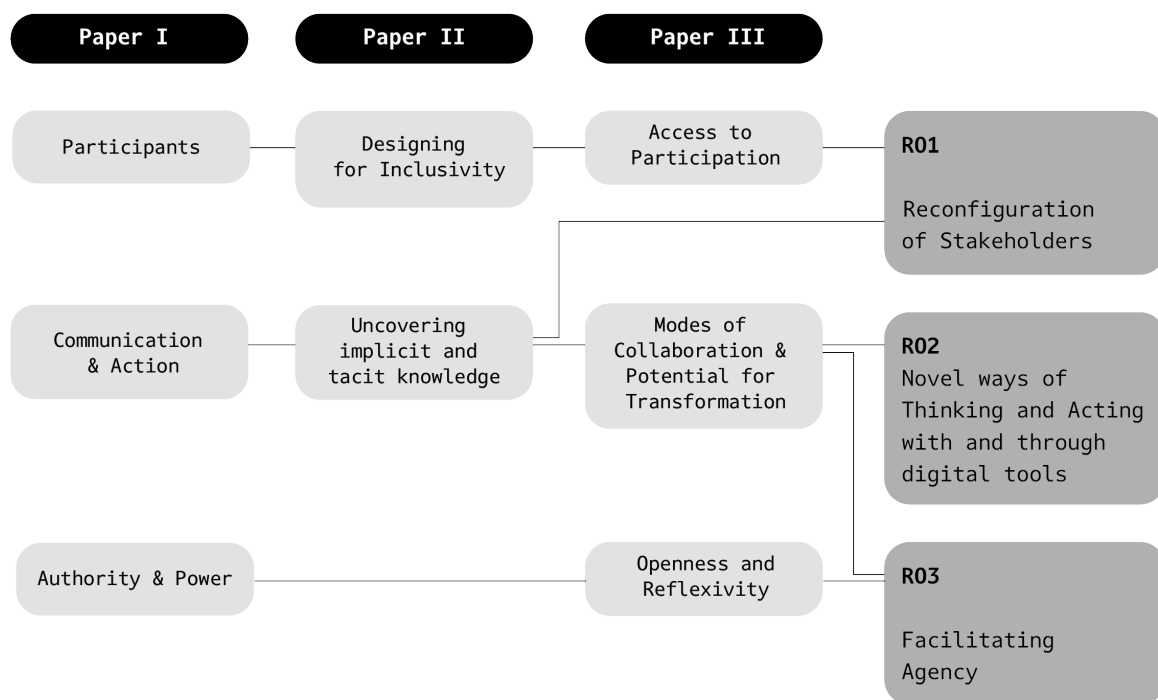 Paper I
Paper II
Paper III
Participants
Designing
for Inclusivity
Access to
Participation
RO1
Reconfiguration
of Stakeholders
Communication
& Action
Uncovering
implicit and
tacit knowledge
Modes of
Collaboration &
Potential for
Transformation
RO2
Novel ways of
Thinking and Acting
with and through
digital tools
Authority & Power
Openness and
Reflexivity
RO3
Facilitating
Agency